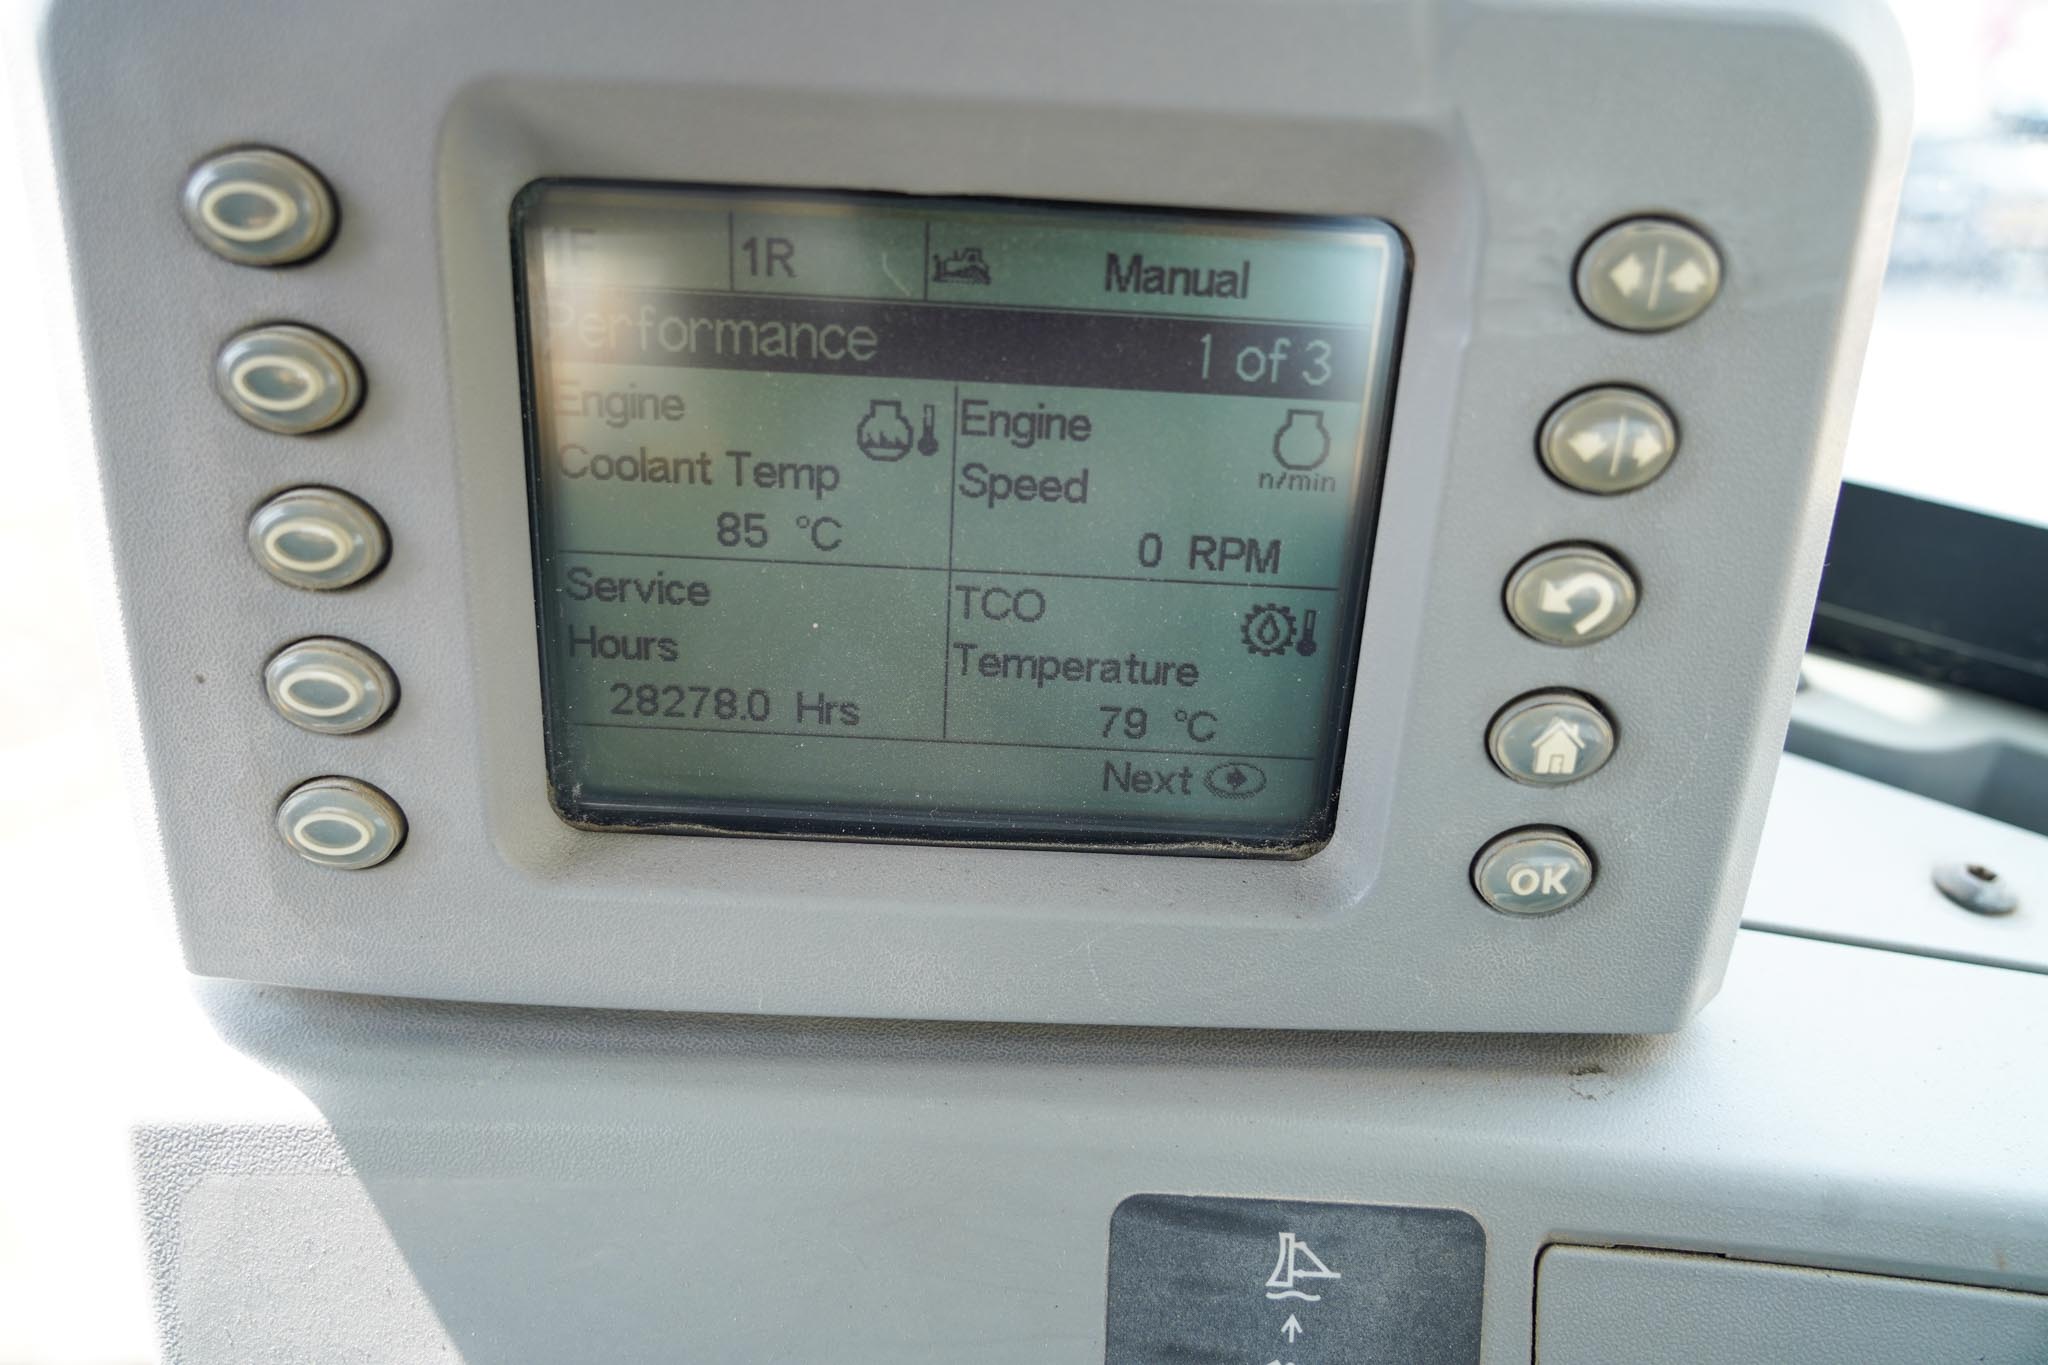 1F 1R Manual
Performance 1 of 3
Engine
Coolant Temp
85 °C
Engine
Speed
n/min
0 RPM
Service
Hours
28278.0 Hrs
TCO
Temperature
79 °C
Next
OK